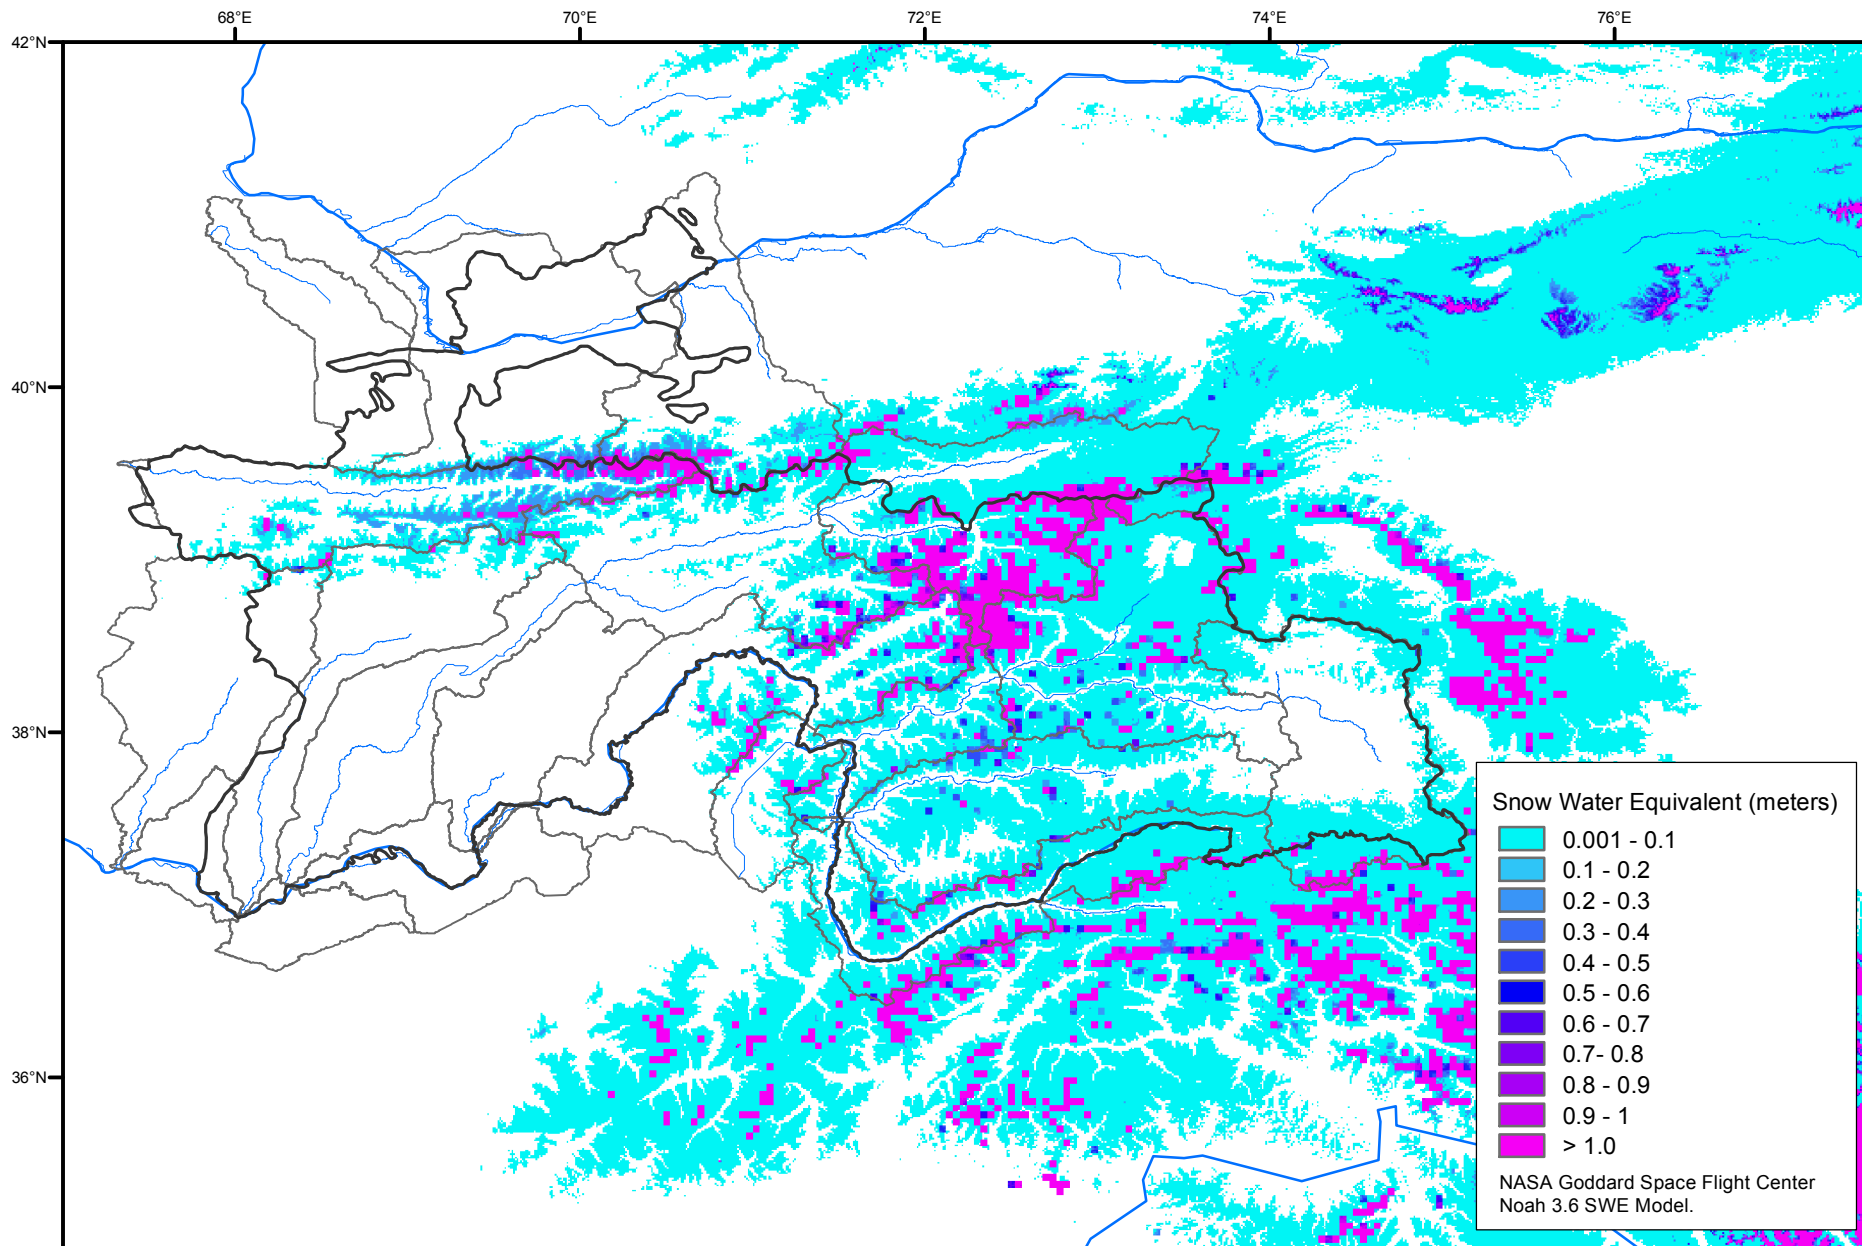 68°E
70°E
72°E
74°E
76°E
42°N
40°N
38°N
36°N
Snow Water Equivalent (meters)
0.001 - 0.1
0.1 - 0.2
0.2 - 0.3
0.3 - 0.4
0.4 - 0.5
0.5 - 0.6
0.6 - 0.7
0.7- 0.8
0.8 - 0.9
0.9 - 1
> 1.0
NASA Goddard Space Flight Center
Noah 3.6 SWE Model.